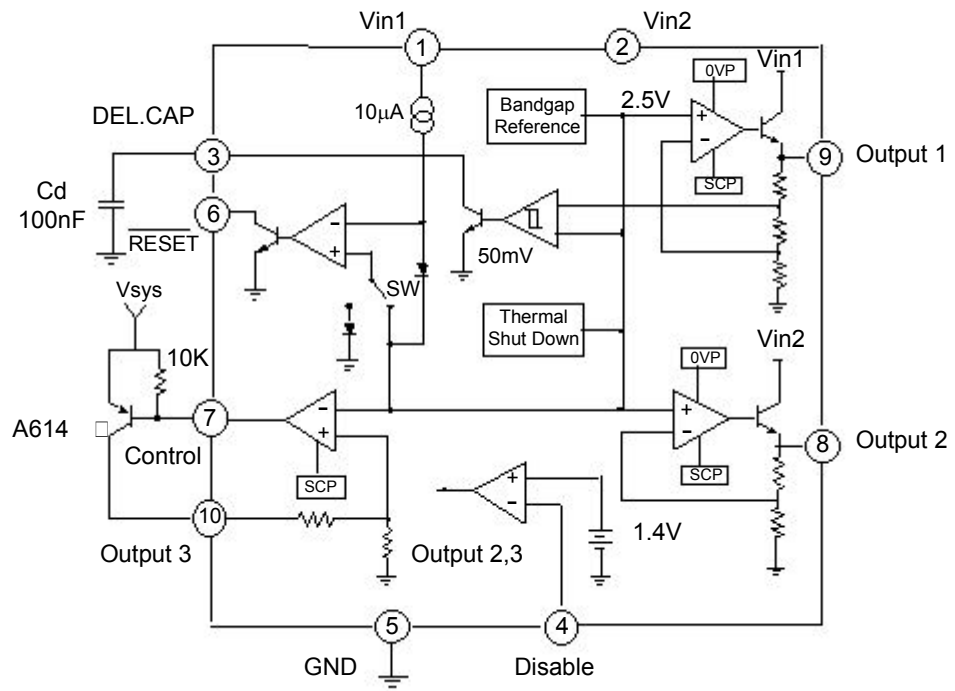 Vin1
Vin2
1
2
Vin1
0VP
10μA
Bandgap
Reference
2.5V
DEL.CAP
+
−
3
9
Output 1
SCP
Cd
100nF
6
−
+
RESET
50mV
SW
Vsys
Thermal
Shut Down
Vin2
0VP
10K
A614
7
−
+
+
−
8
Output 2
Control
SCP
SCP
+
−
10
1.4V
Output 3
Output 2,3
5
4
GND
Disable